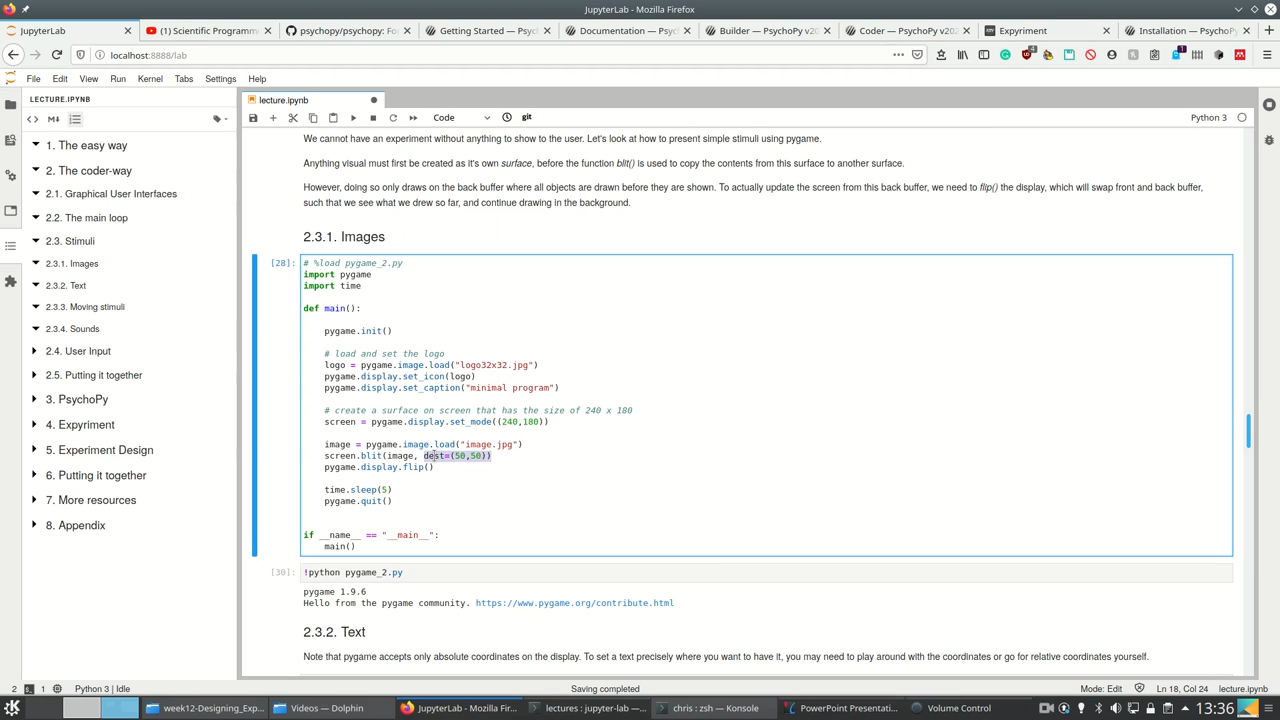 JupyterLab - Mozilla Firefox
JupyterLab
(1) Scientific Programm
psychopy/psychopy: Fo
Getting Started — Psych
Documentation — Psyc
Builder — PsychoPy v20
Coder — PsychoPy v202
Expyriment
Installation — PsychoP
localhost:8888/lab
File Edit View Run Kernel Tabs Settings Help
LECTURE.IPYNB
lecture.ipynb
Code
git
Python 3
1. The easy way
2. The coder-way
2.1. Graphical User Interfaces
2.2. The main loop
2.3. Stimuli
2.3.1. Images
2.3.2. Text
2.3.3. Moving stimuli
2.3.4. Sounds
2.4. User Input
2.5. Putting it together
3. PsychoPy
4. Expyriment
5. Experiment Design
6. Putting it together
7. More resources
8. Appendix
We cannot have an experiment without anything to show to the user. Let's look at how to present simple stimuli using pygame.
Anything visual must first be created as it's own surface, before the function blit() is used to copy the contents from this surface to another surface.
However, doing so only draws on the back buffer where all objects are drawn before they are shown. To actually update the screen from this back buffer, we need to flip() the display, which will swap front and back buffer,
such that we see what we drew so far, and continue drawing in the background.
2.3.1. Images
[28]:
# %load pygame_2.py
import pygame
import time
def main():
pygame.init()
# load and set the logo
logo = pygame.image.load("logo32x32.jpg")
pygame.display.set_icon(logo)
pygame.display.set_caption("minimal program")
# create a surface on screen that has the size of 240 x 180
screen = pygame.display.set_mode((240,180))
image = pygame.image.load("image.jpg")
screen.blit(image, dest=(50,50))
pygame.display.flip()
time.sleep(5)
pygame.quit()
if __name__ == "__main__":
main()
[30]: !python pygame_2.py
pygame 1.9.6
Hello from the pygame community. https://www.pygame.org/contribute.html
2.3.2. Text
Note that pygame accepts only absolute coordinates on the display. To set a text precisely where you want to have it, you may need to play around with the coordinates or go for relative coordinates yourself.
2 1 Python 3 | Idle
Saving completed
Mode: Edit Ln 18, Col 24 lecture.ipynb
week12-Designing_Exp...
Videos — Dolphin
JupyterLab - Mozilla Fir...
lectures : jupyter-lab —...
chris : zsh — Konsole
PowerPoint Presentati...
Volume Control
13:36